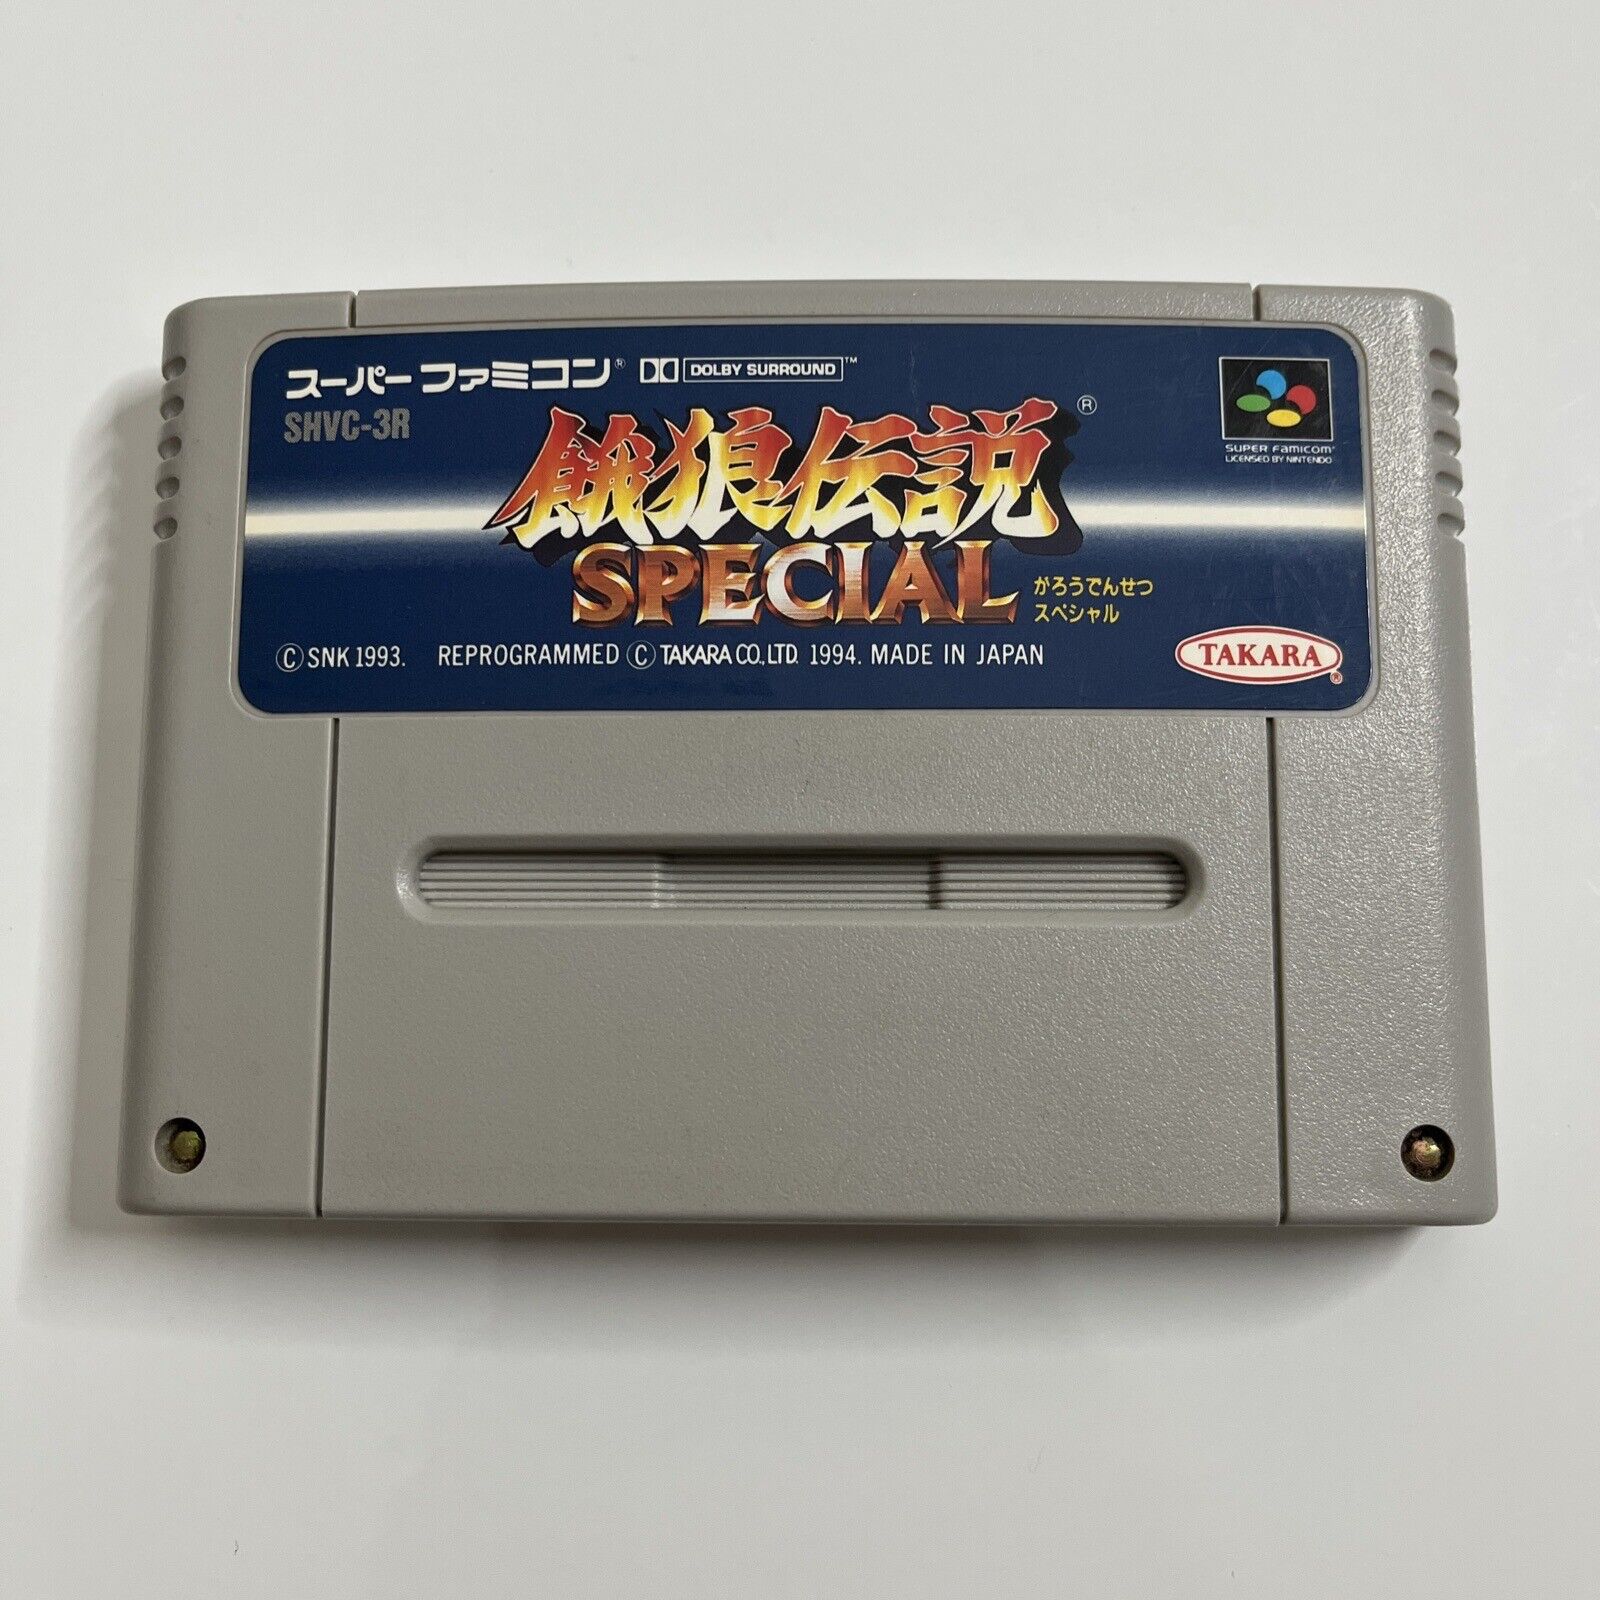 スーパーファミコン® DOLBY SURROUND™
SHVC-3R
餓狼伝説®
SPECIAL
がろうでんせつ
スペシャル
SUPER FAMICOM®
LICENSED BY NINTENDO
©SNK 1993. REPROGRAMMED ©TAKARA CO.,LTD. 1994. MADE IN JAPAN
TAKARA®